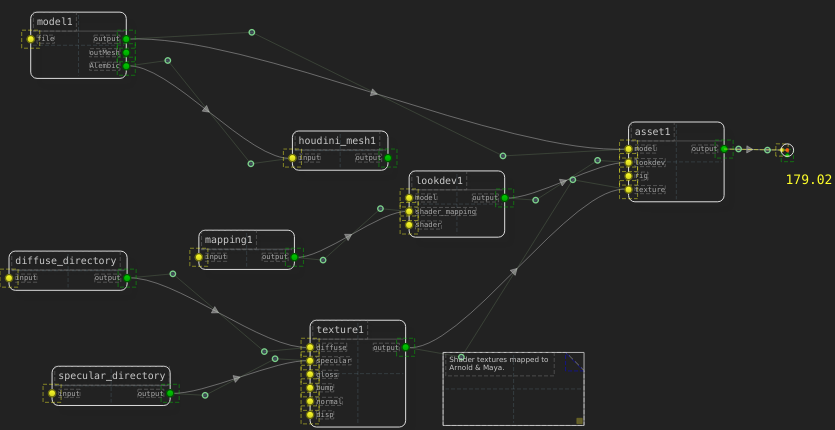 model1
file
output
outMesh
Alembic
houdini_mesh1
input
output
asset1
model
output
lookdev
rig
texture
179.02
lookdev1
model
output
shader_mapping
shader
mapping1
input
output
diffuse_directory
input
output
texture1
diffuse
output
specular
gloss
bump
normal
disp
specular_directory
input
output
Shader textures mapped to
Arnold & Maya.